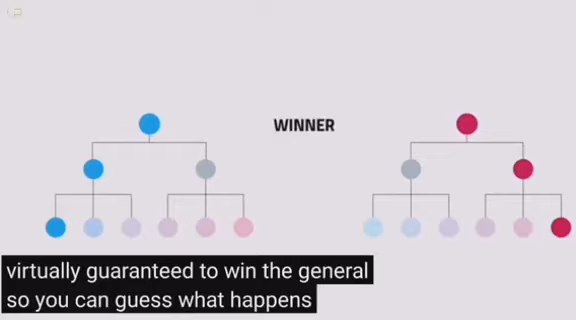 WINNER
virtually guaranteed to win the general
so you can guess what happens